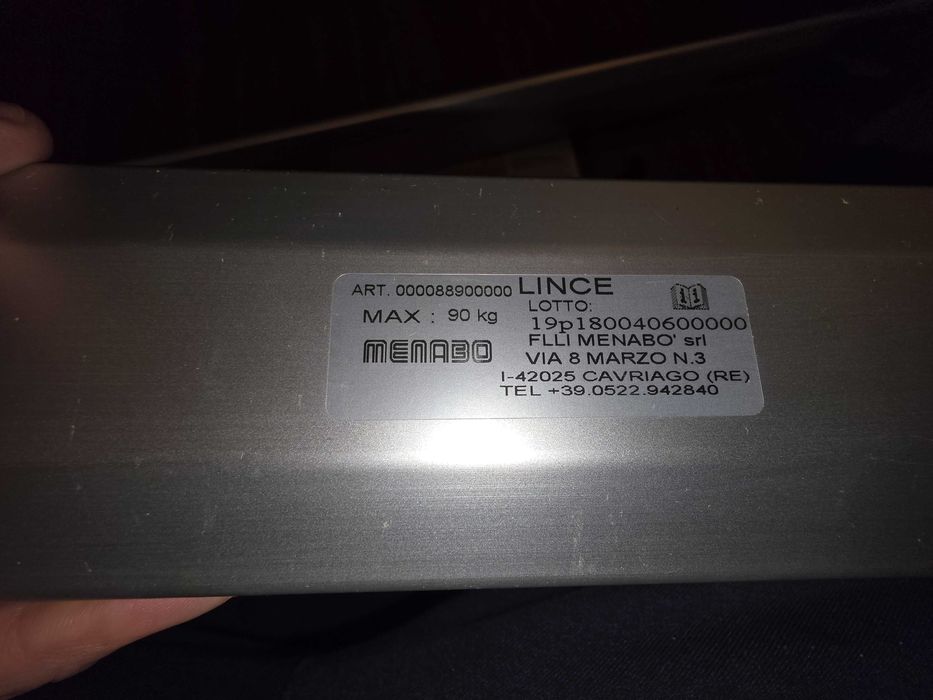 ART. 000088900000 LINCE
MAX : 90 kg
MENABO
LOTTO:
19p180040600000
FLLI MENABO' srl
VIA 8 MARZO N.3
I-42025 CAVRIAGO (RE)
TEL +39.0522.942840
11